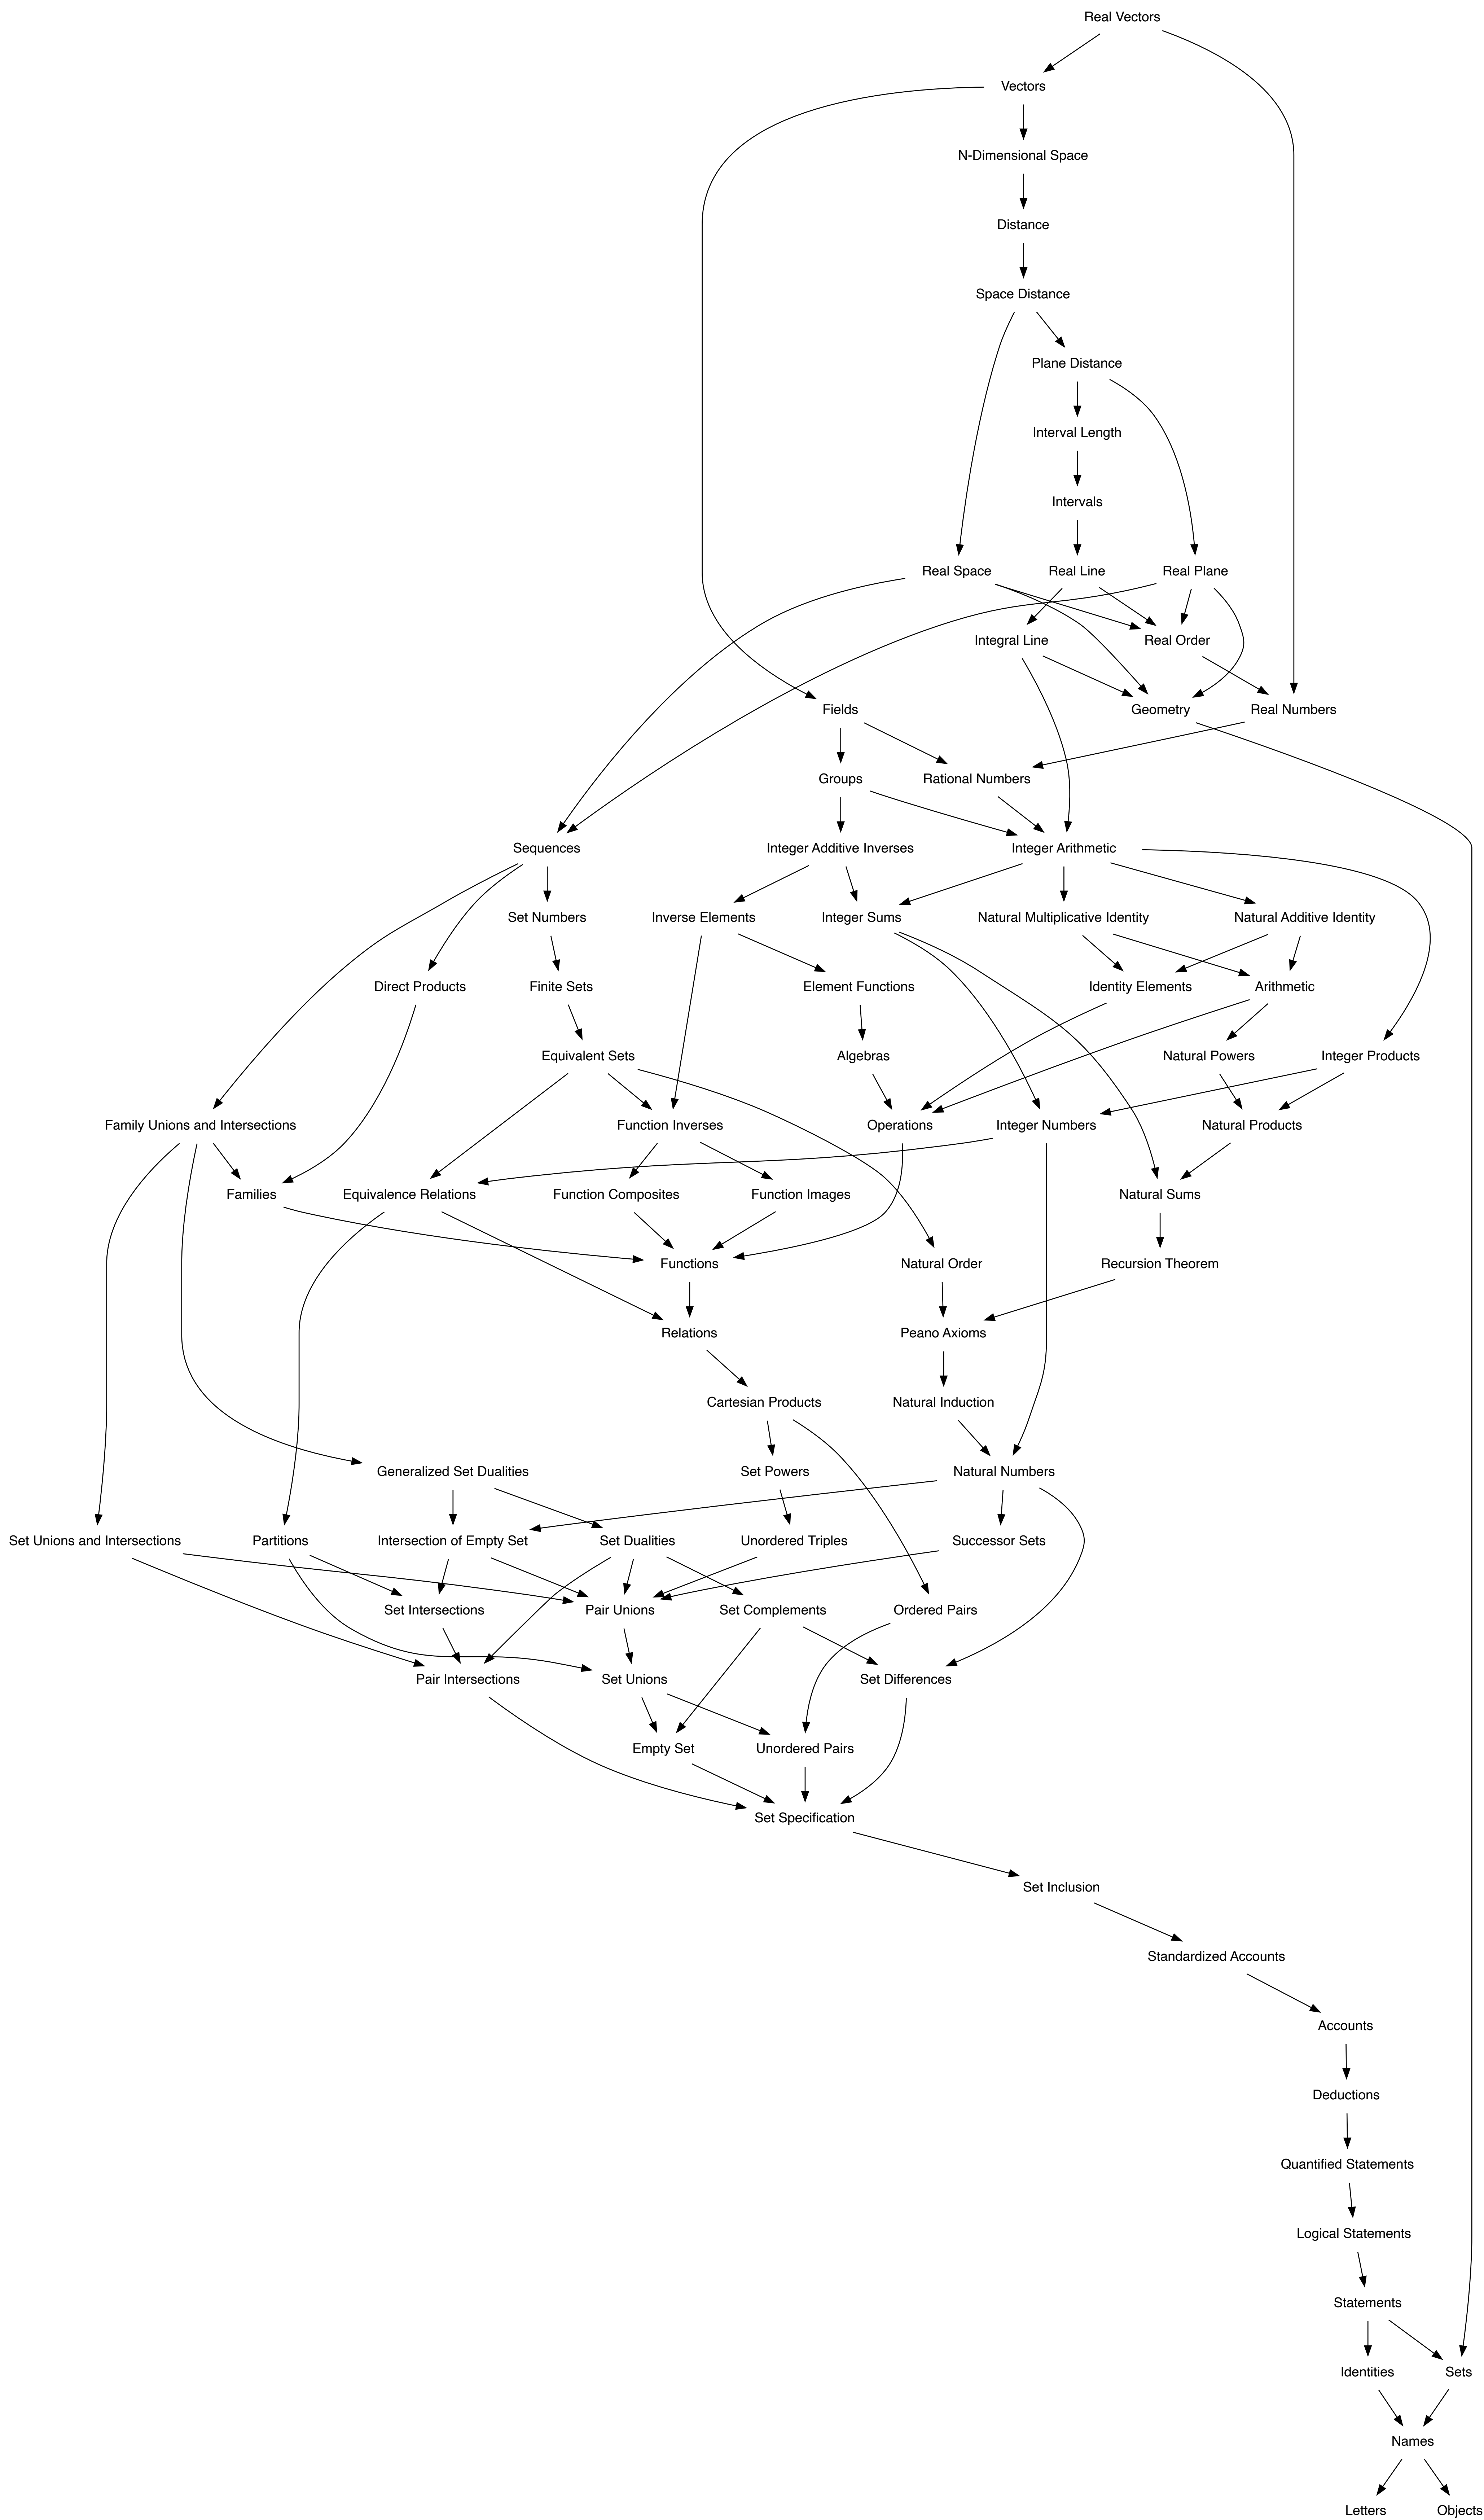 Real Vectors
Vectors
N-Dimensional Space
Distance
Space Distance
Plane Distance
Interval Length
Intervals
Real Space
Real Line
Real Plane
Integral Line
Real Order
Fields
Geometry
Real Numbers
Groups
Rational Numbers
Sequences
Integer Additive Inverses
Integer Arithmetic
Set Numbers
Inverse Elements
Integer Sums
Natural Multiplicative Identity
Natural Additive Identity
Direct Products
Finite Sets
Element Functions
Identity Elements
Arithmetic
Equivalent Sets
Algebras
Natural Powers
Integer Products
Family Unions and Intersections
Function Inverses
Operations
Integer Numbers
Natural Products
Families
Equivalence Relations
Function Composites
Function Images
Natural Sums
Functions
Natural Order
Recursion Theorem
Relations
Peano Axioms
Cartesian Products
Natural Induction
Generalized Set Dualities
Set Powers
Natural Numbers
Set Unions and Intersections
Partitions
Intersection of Empty Set
Set Dualities
Unordered Triples
Successor Sets
Set Intersections
Pair Unions
Set Complements
Ordered Pairs
Pair Intersections
Set Unions
Set Differences
Empty Set
Unordered Pairs
Set Specification
Set Inclusion
Standardized Accounts
Accounts
Deductions
Quantified Statements
Logical Statements
Statements
Identities
Sets
Names
Letters
Objects